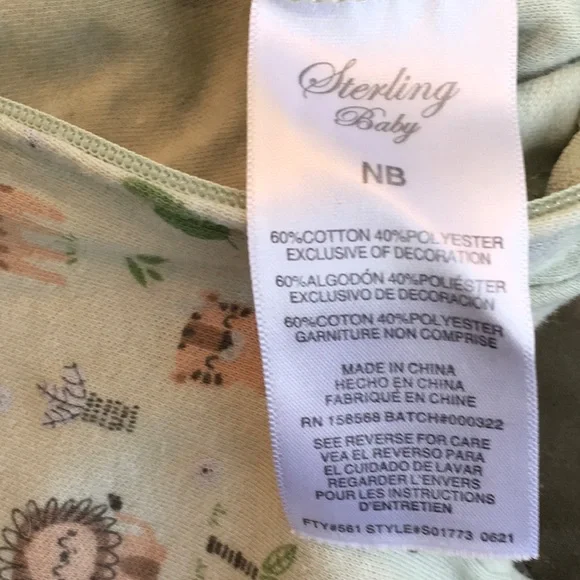 Sterling
Baby
NB
60%COTTON 40%POLYESTER
EXCLUSIVE OF DECORATION
60%ALGODÓN 40%POLIÉSTER
EXCLUSIVO DE DECORACION
60%COTON 40%POLYESTER
GARNITURE NON COMPRISE
MADE IN CHINA
HECHO EN CHINA
FABRIQUÉ EN CHINE
RN 158568 BATCH#000322
SEE REVERSE FOR CARE
VEA EL REVERSO PARA
EL CUIDADO DE LAVAR
REGARDER L'ENVERS
POUR LES INSTRUCTIONS
D'ENTRETIEN
FTY#561 STYLE#S01773 0621